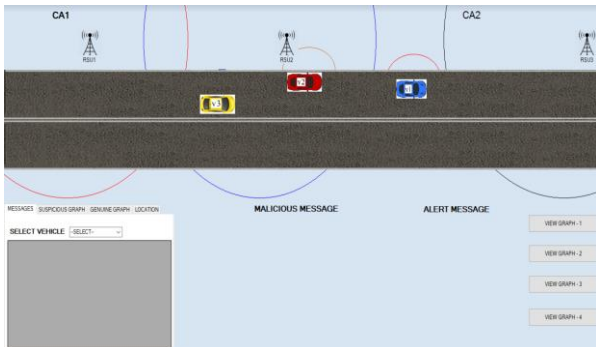 CA1
CA2
RSU1
RSU2
RSU3
v2
v3
MESSAGES SUSPICIOUS GRAPH GENUINE GRAPH LOCATION
MALICIOUS MESSAGE
ALERT MESSAGE
SELECT VEHICLE -SELECT-
VIEW GRAPH - 1
VIEW GRAPH - 2
VIEW GRAPH - 3
VIEW GRAPH - 4